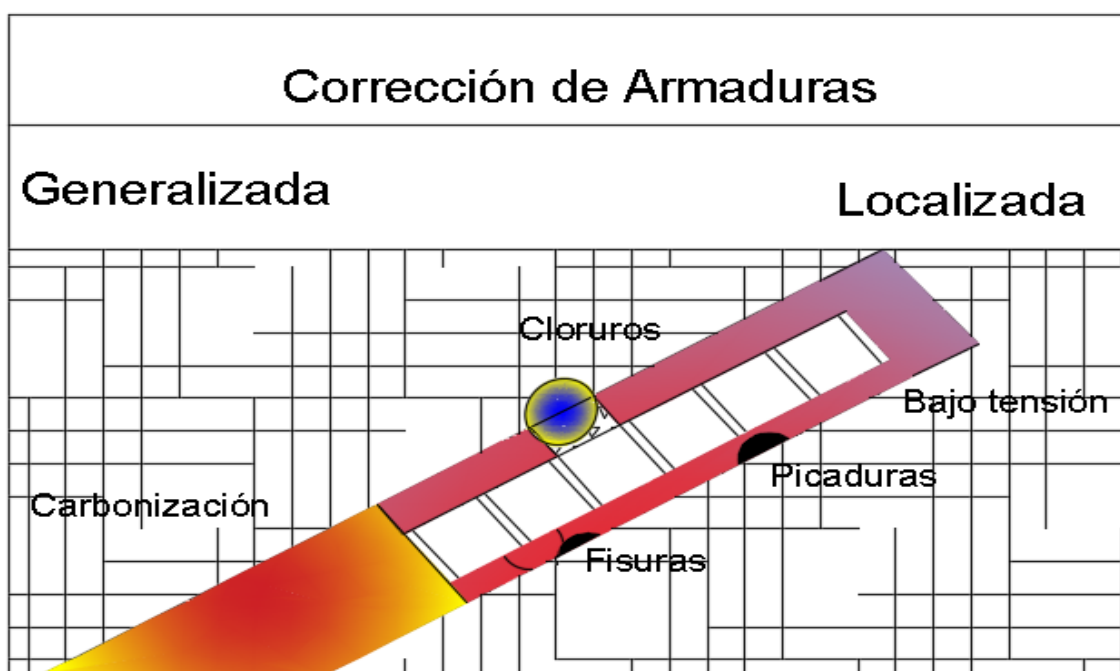 Corrección de Armaduras
Generalizada
Localizada
Cloruros
Bajo tensión
Picaduras
Carbonización
Fisuras